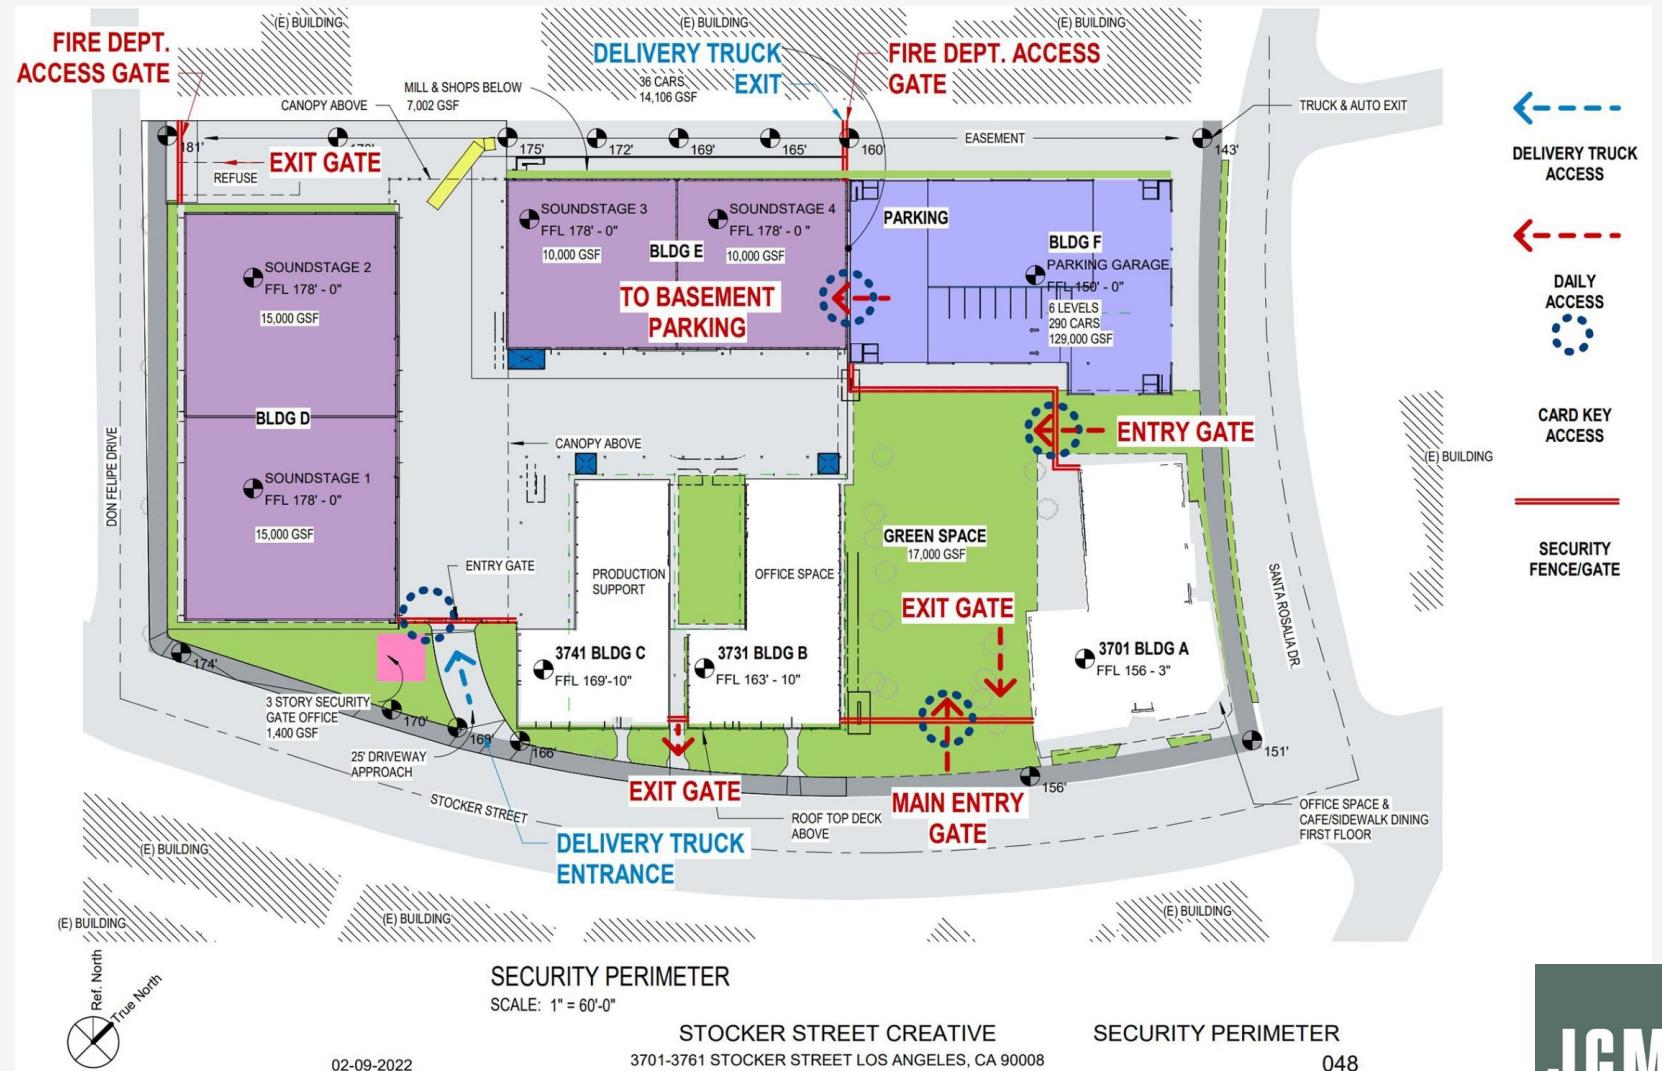 (E) BUILDING
(E) BUILDING
(E) BUILDING
FIRE DEPT.
ACCESS GATE
DELIVERY TRUCK
EXIT
FIRE DEPT. ACCESS
GATE
36 CARS
14,106 GSF
MILL & SHOPS BELOW
7,002 GSF
CANOPY ABOVE
TRUCK & AUTO EXIT
181'
175'
172'
169'
165'
160'
EASEMENT
143'
EXIT GATE
REFUSE
DELIVERY TRUCK
ACCESS
SOUNDSTAGE 3
FFL 178' - 0"
10,000 GSF
BLDG E
SOUNDSTAGE 4
FFL 178' - 0"
10,000 GSF
PARKING
BLDG F
PARKING GARAGE
FFL 150' - 0"
6 LEVELS
290 CARS
129,000 GSF
SOUNDSTAGE 2
FFL 178' - 0"
15,000 GSF
TO BASEMENT
PARKING
DAILY
ACCESS
BLDG D
CANOPY ABOVE
ENTRY GATE
CARD KEY
ACCESS
(E) BUILDING
DON FELIPE DRIVE
SOUNDSTAGE 1
FFL 178' - 0"
15,000 GSF
GREEN SPACE
17,000 GSF
SECURITY
FENCE/GATE
ENTRY GATE
PRODUCTION
SUPPORT
OFFICE SPACE
EXIT GATE
SANTA ROSALIA DR.
3741 BLDG C
FFL 169'-10"
3731 BLDG B
FFL 163' - 10"
3701 BLDG A
FFL 156 - 3"
174'
3 STORY SECURITY
GATE OFFICE
1,400 GSF
170'
166'
151'
25' DRIVEWAY
APPROACH
EXIT GATE
156'
MAIN ENTRY
GATE
STOCKER STREET
ROOF TOP DECK
ABOVE
OFFICE SPACE &
CAFE/SIDEWALK DINING
FIRST FLOOR
DELIVERY TRUCK
ENTRANCE
(E) BUILDING
(E) BUILDING
(E) BUILDING
(E) BUILDING
Ref. North
True North
SECURITY PERIMETER
SCALE: 1" = 60'-0"
STOCKER STREET CREATIVE
3701-3761 STOCKER STREET LOS ANGELES, CA 90008
SECURITY PERIMETER
048
02-09-2022
JCM